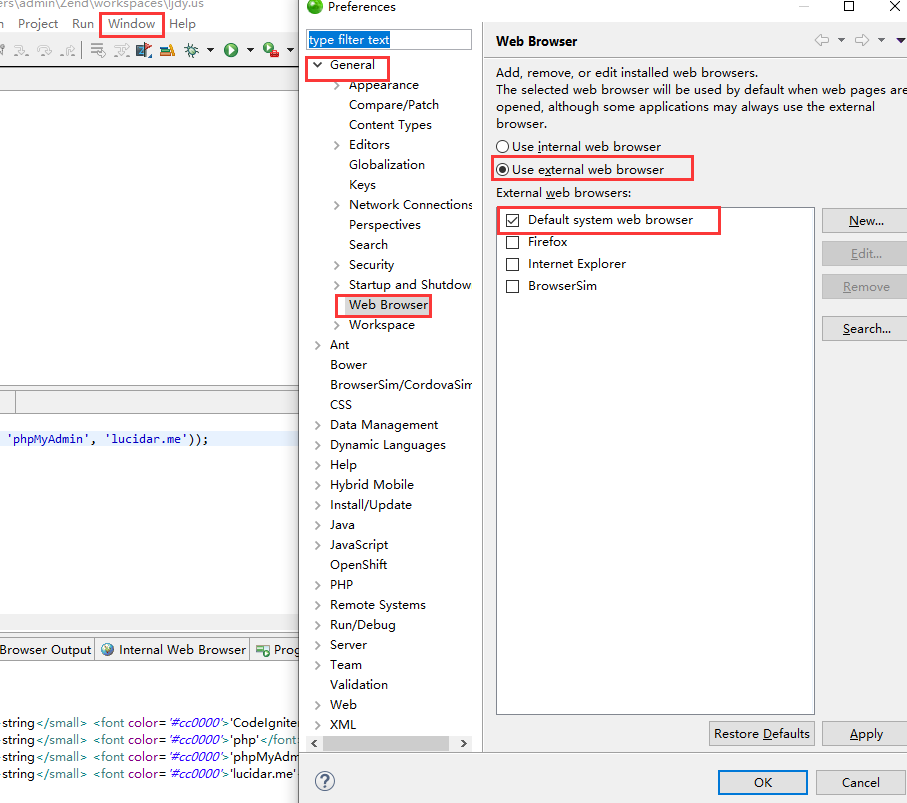 ers\admin\Zend\workspaces\ljdy.us
Project Run Window Help
'phpMyAdmin', 'lucidar.me'));
Browser Output Internal Web Browser Prog
string</small> <font color='#cc0000'>'CodeIgniter
string</small> <font color='#cc0000'>'php'</font
string</small> <font color='#cc0000'>'phpMyAdm
string</small> <font color='#cc0000'>'lucidar.me'
Preferences
type filter text
General
Appearance
Compare/Patch
Content Types
Editors
Globalization
Keys
Network Connections
Perspectives
Search
Security
Startup and Shutdow
Web Browser
Workspace
Ant
Bower
BrowserSim/CordovaSim
CSS
Data Management
Dynamic Languages
Help
Hybrid Mobile
Install/Update
Java
JavaScript
OpenShift
PHP
Remote Systems
Run/Debug
Server
Team
Validation
Web
XML
Web Browser
Add, remove, or edit installed web browsers.
The selected web browser will be used by default when web pages are
opened, although some applications may always use the external
browser.
Use internal web browser
Use external web browser
External web browsers:
Default system web browser
Firefox
Internet Explorer
BrowserSim
New...
Edit...
Remove
Search...
Restore Defaults Apply
OK Cancel